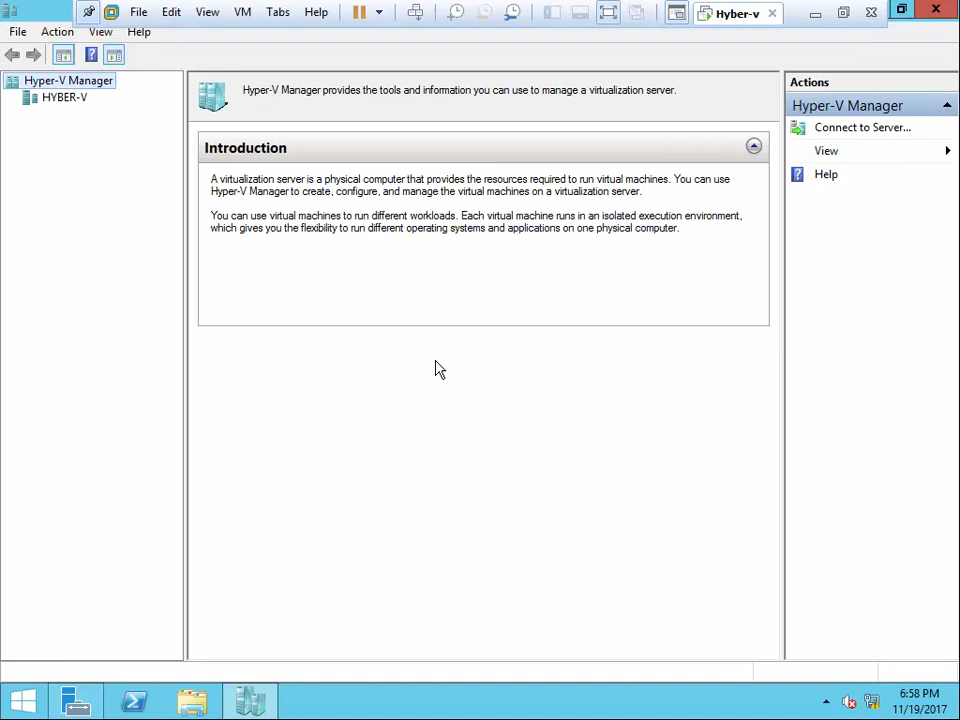 File Edit View VM Tabs Help Hyber-v
File Action View Help
Hyper-V Manager
HYBER-V
Hyper-V Manager provides the tools and information you can use to manage a virtualization server.
Introduction
A virtualization server is a physical computer that provides the resources required to run virtual machines. You can use
Hyper-V Manager to create, configure, and manage the virtual machines on a virtualization server.
You can use virtual machines to run different workloads. Each virtual machine runs in an isolated execution environment,
which gives you the flexibility to run different operating systems and applications on one physical computer.
Actions
Hyper-V Manager
Connect to Server...
View
Help
6:58 PM
11/19/2017